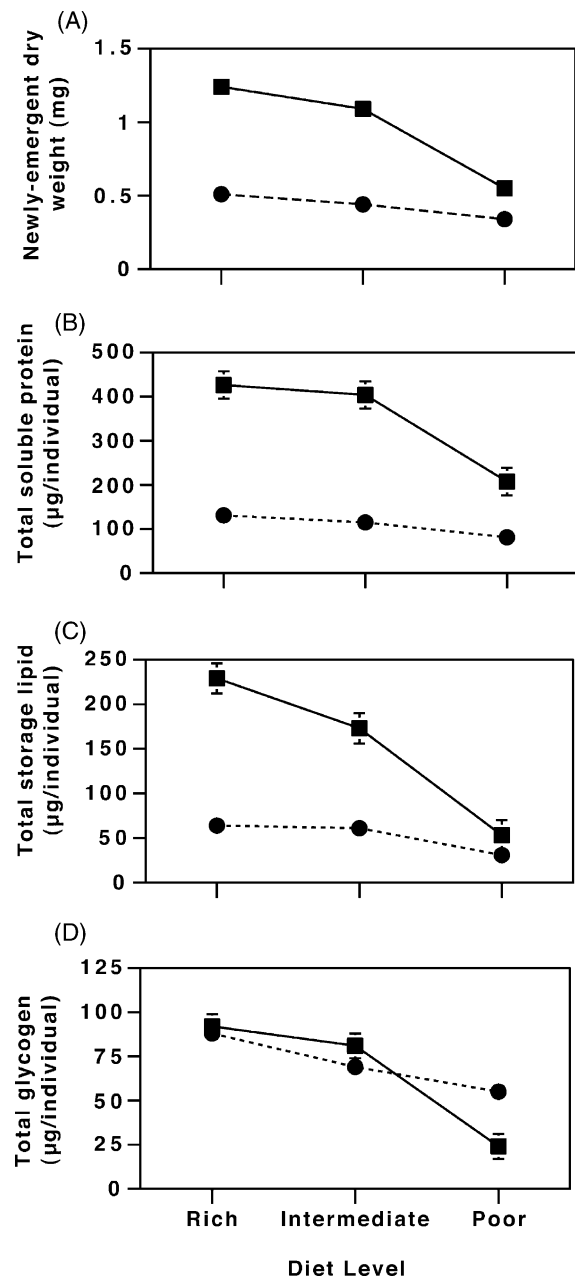 (A)
Newly-emergent dry
weight (mg)
1.5
1
0.5
0
(B)
Total soluble protein
(µg/individual)
500
400
300
200
100
0
(C)
Total storage lipid
(µg/individual)
250
200
150
100
50
0
(D)
Total glycogen
(µg/individual)
125
100
75
50
25
0
Rich Intermediate Poor
Diet Level